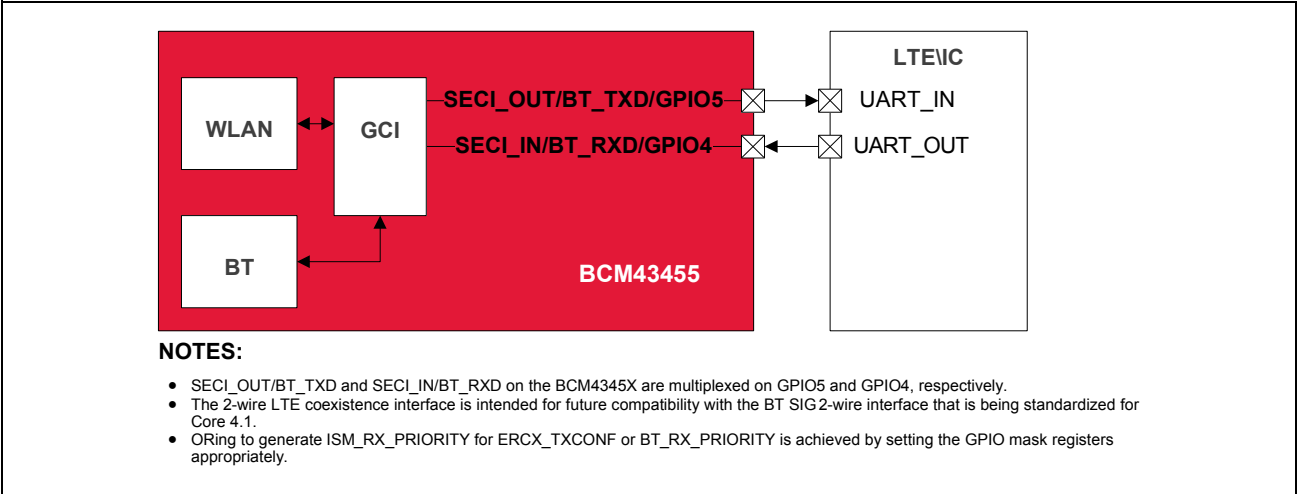 LTE\IC
SECI_OUT/BT_TXD/GPIO5
UART_IN
WLAN
GCI
SECI_IN/BT_RXD/GPIO4
UART_OUT
BT
BCM43455
NOTES:
• SECI_OUT/BT_TXD and SECI_IN/BT_RXD on the BCM4345X are multiplexed on GPIO5 and GPIO4, respectively.
• The 2-wire LTE coexistence interface is intended for future compatibility with the BT SIG 2-wire interface that is being standardized for
Core 4.1.
• ORing to generate ISM_RX_PRIORITY for ERCX_TXCONF or BT_RX_PRIORITY is achieved by setting the GPIO mask registers
appropriately.